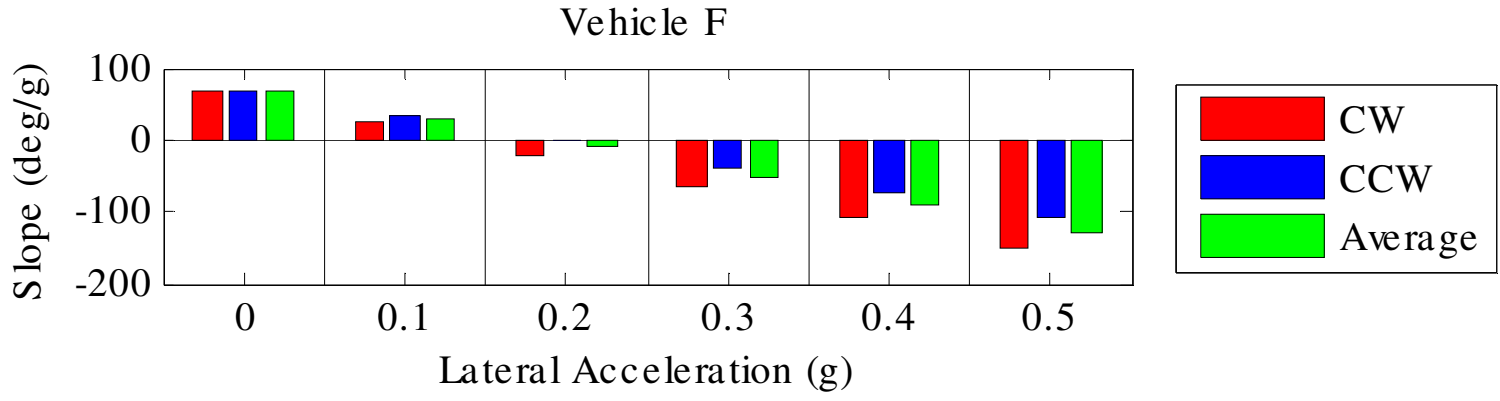 Vehicle F
Slope (deg/g)
100
0
-100
-200
0 0.1 0.2 0.3 0.4 0.5
Lateral Acceleration (g)
CW
CCW
Average